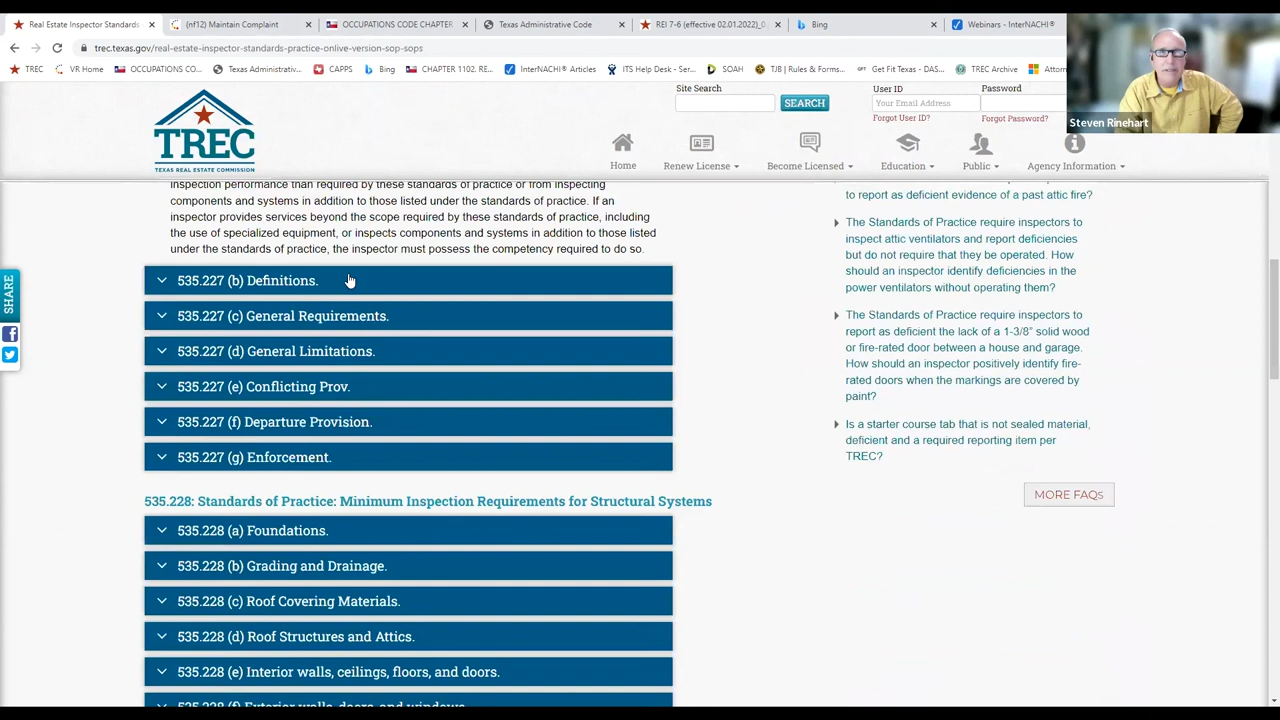 Real Estate Inspector Standards
(nf12) Maintain Complaint
OCCUPATIONS CODE CHAPTER
Texas Administrative Code
REI 7-6 (effective 02.01.2022)_0.
Bing
Webinars - InterNACHI®
trec.texas.gov/real-estate-inspector-standards-practice-onlive-version-sop-sops
TREC
VR Home
OCCUPATIONS CO...
Texas Administrativ...
CAPPS
Bing
CHAPTER 1102. RE...
InterNACHI® Articles
ITS Help Desk - Ser...
SOAH
TJB | Rules & Forms...
Get Fit Texas - DAS...
TREC Archive
Attorn
Steven Rinehart
TREC
TEXAS REAL ESTATE COMMISSION
Site Search
SEARCH
User ID
Password
Your Email Address
Forgot User ID?
Forgot Password?
Home
Renew License
Become Licensed
Education
Public
Agency Information
SHARE
inspection performance than required by these standards of practice or from inspecting
components and systems in addition to those listed under the standards of practice. If an
inspector provides services beyond the scope required by these standards of practice, including
the use of specialized equipment, or inspects components and systems in addition to those listed
under the standards of practice, the inspector must possess the competency required to do so.
535.227 (b) Definitions.
535.227 (c) General Requirements.
535.227 (d) General Limitations.
535.227 (e) Conflicting Prov.
535.227 (f) Departure Provision.
535.227 (g) Enforcement.
535.228: Standards of Practice: Minimum Inspection Requirements for Structural Systems
535.228 (a) Foundations.
535.228 (b) Grading and Drainage.
535.228 (c) Roof Covering Materials.
535.228 (d) Roof Structures and Attics.
535.228 (e) Interior walls, ceilings, floors, and doors.
535.228 (f) Exterior walls, doors, and windows.
to report as deficient evidence of a past attic fire?
The Standards of Practice require inspectors to
inspect attic ventilators and report deficiencies
but do not require that they be operated. How
should an inspector identify deficiencies in the
power ventilators without operating them?
The Standards of Practice require inspectors to
report as deficient the lack of a 1-3/8” solid wood
or fire-rated door between a house and garage.
How should an inspector positively identify fire-
rated doors when the markings are covered by
paint?
Is a starter course tab that is not sealed material,
deficient and a required reporting item per
TREC?
MORE FAQs